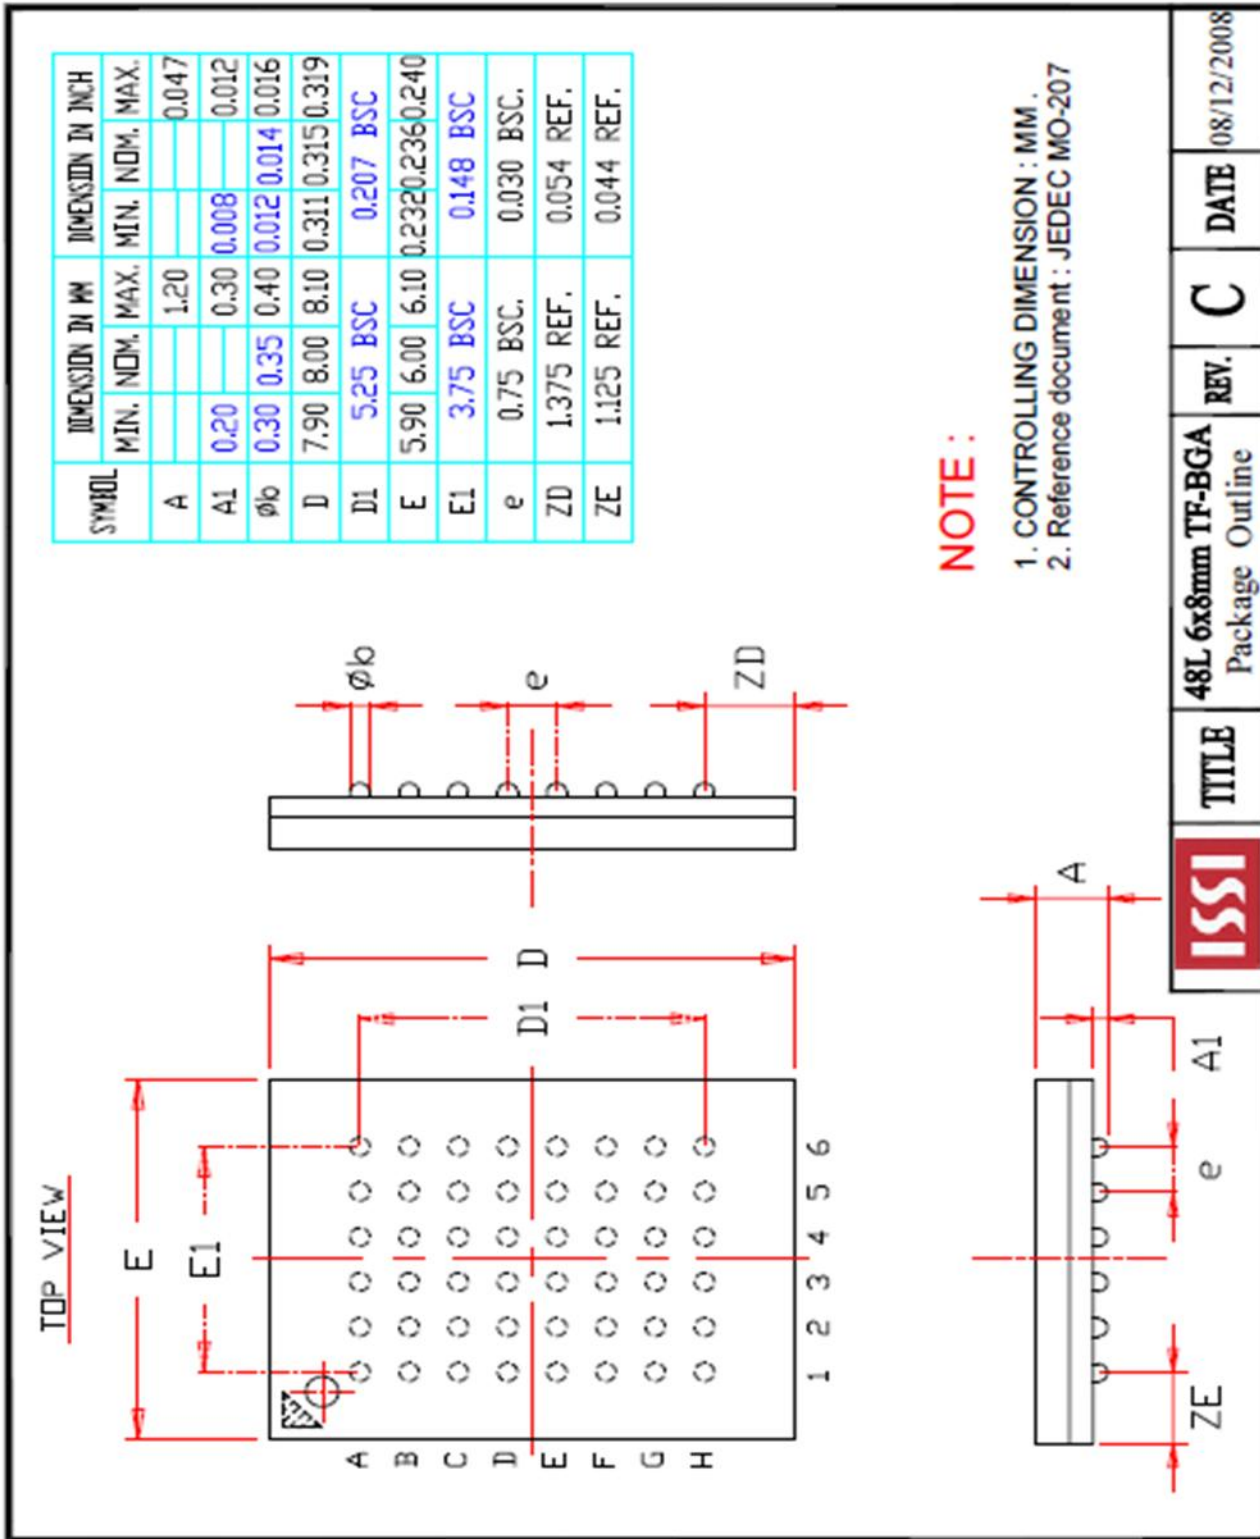 TOP VIEW
E
E1
A
B
C
D
E
F
G
H
1 2 3 4 5 6
D1 D
Øb
e
ZD
ZE
e
A1
A
SYMBOL DIMENSION IN MM DIMENSION IN INCH
MIN. NOM. MAX. MIN. NOM. MAX.
A 1.20 0.047
A1 0.20 0.30 0.008 0.012
Øb 0.30 0.35 0.40 0.012 0.014 0.016
D 7.90 8.00 8.10 0.311 0.315 0.319
D1 5.25 BSC 0.207 BSC
E 5.90 6.00 6.10 0.232 0.236 0.240
E1 3.75 BSC 0.148 BSC
e 0.75 BSC. 0.030 BSC.
ZD 1.375 REF. 0.054 REF.
ZE 1.125 REF. 0.044 REF.
NOTE :
1. CONTROLLING DIMENSION : MM .
2. Reference document : JEDEC MO-207
ISSI TITLE 48L 6x8mm TF-BGA
Package Outline
REV. C DATE 08/12/2008